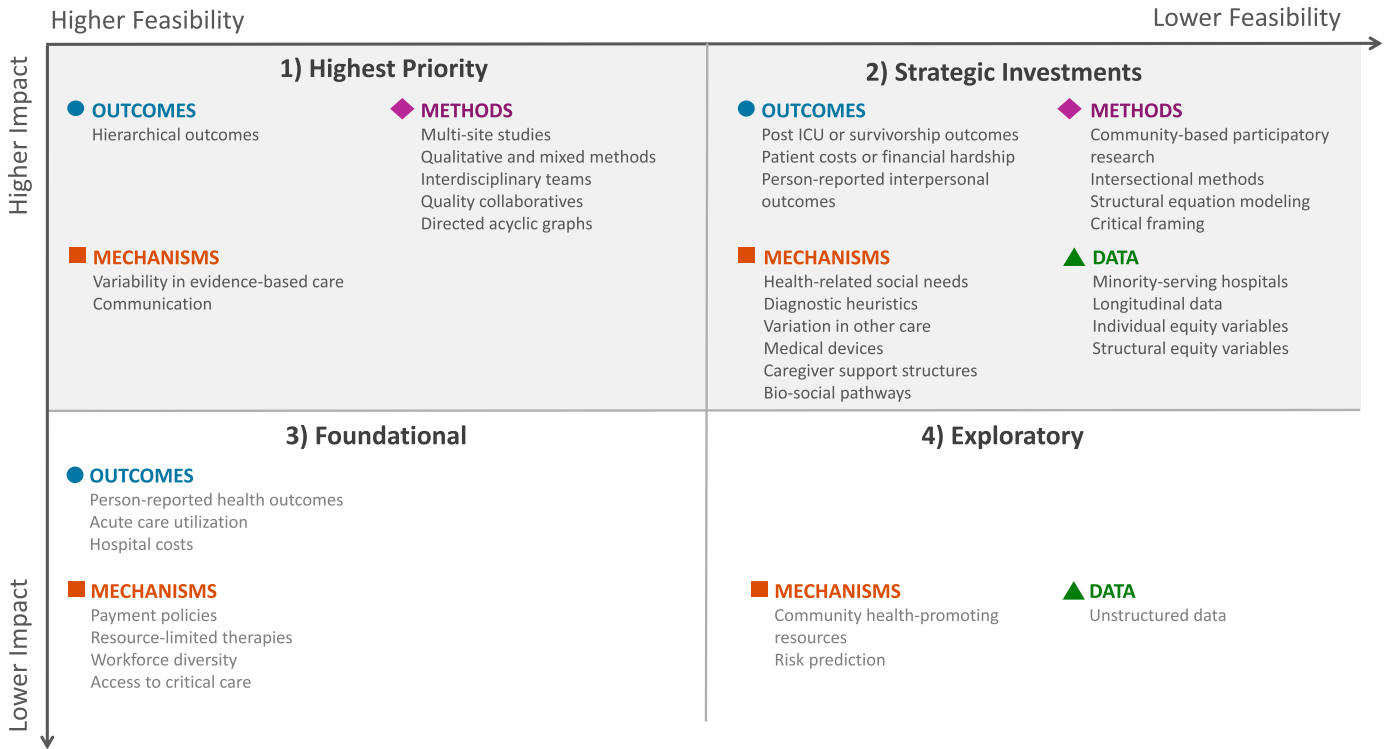 Higher Feasibility
Lower Feasibility
Higher Impact
Lower Impact
1) Highest Priority
OUTCOMES
Hierarchical outcomes
METHODS
Multi-site studies
Qualitative and mixed methods
Interdisciplinary teams
Quality collaboratives
Directed acyclic graphs
MECHANISMS
Variability in evidence-based care
Communication
2) Strategic Investments
OUTCOMES
Post ICU or survivorship outcomes
Patient costs or financial hardship
Person-reported interpersonal
outcomes
METHODS
Community-based participatory
research
Intersectional methods
Structural equation modeling
Critical framing
MECHANISMS
Health-related social needs
Diagnostic heuristics
Variation in other care
Medical devices
Caregiver support structures
Bio-social pathways
DATA
Minority-serving hospitals
Longitudinal data
Individual equity variables
Structural equity variables
3) Foundational
OUTCOMES
Person-reported health outcomes
Acute care utilization
Hospital costs
MECHANISMS
Payment policies
Resource-limited therapies
Workforce diversity
Access to critical care
4) Exploratory
MECHANISMS
Community health-promoting
resources
Risk prediction
DATA
Unstructured data